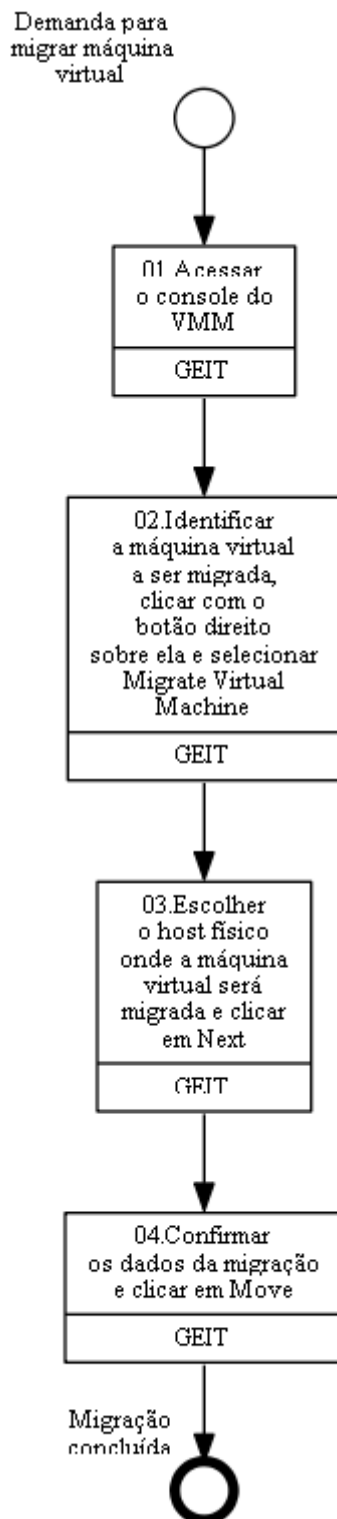 Demanda para
migrar máquina
virtual
01.Acessar
o console do
VMM
GEIT
02.Identificar
a máquina virtual
a ser migrada,
clicar com o
botão direito
sobre ela e selecionar
Migrate Virtual
Machine
GEIT
03.Escolher
o host físico
onde a máquina
virtual será
migrada e clicar
em Next
GEIT
04.Confirmar
os dados da migração
e clicar em Move
GEIT
Migração
concluída